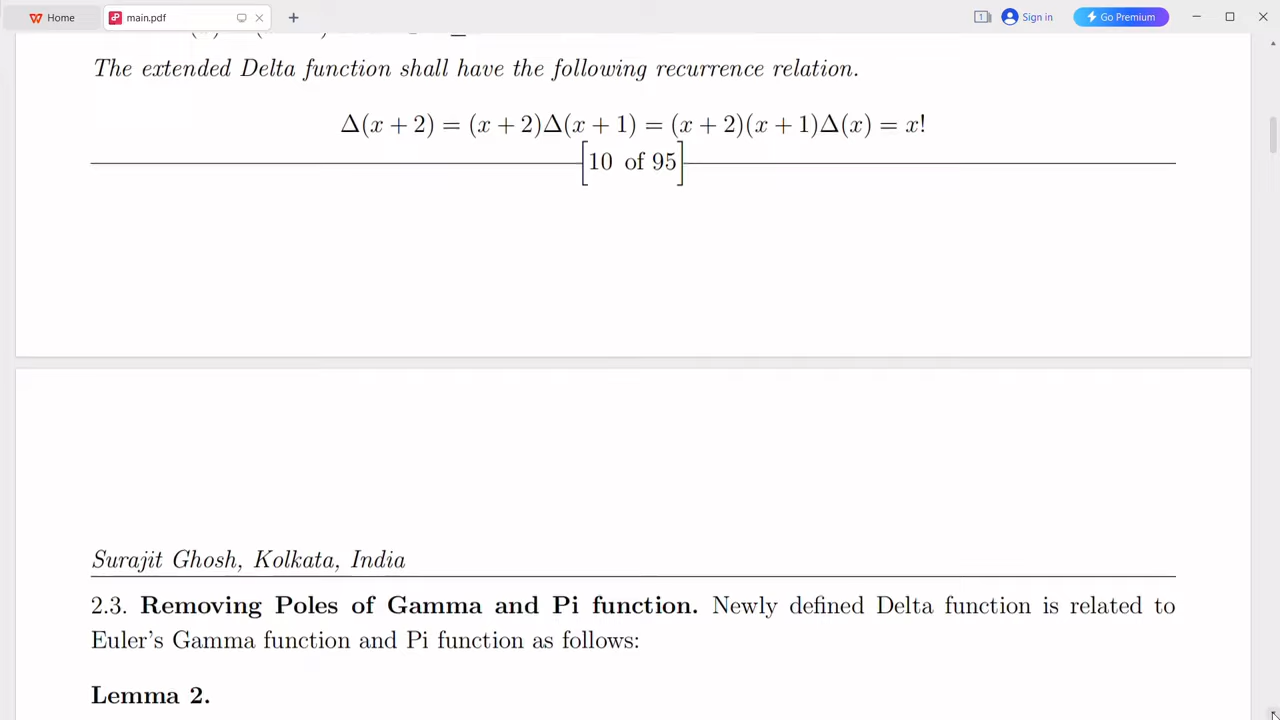 Home
main.pdf
1
Sign in
Go Premium
The extended Delta function shall have the following recurrence relation.
Δ(x + 2) = (x + 2)Δ(x + 1) = (x + 2)(x + 1)Δ(x) = x!
[10 of 95]
Surajit Ghosh, Kolkata, India
2.3. Removing Poles of Gamma and Pi function. Newly defined Delta function is related to
Euler's Gamma function and Pi function as follows:
Lemma 2.